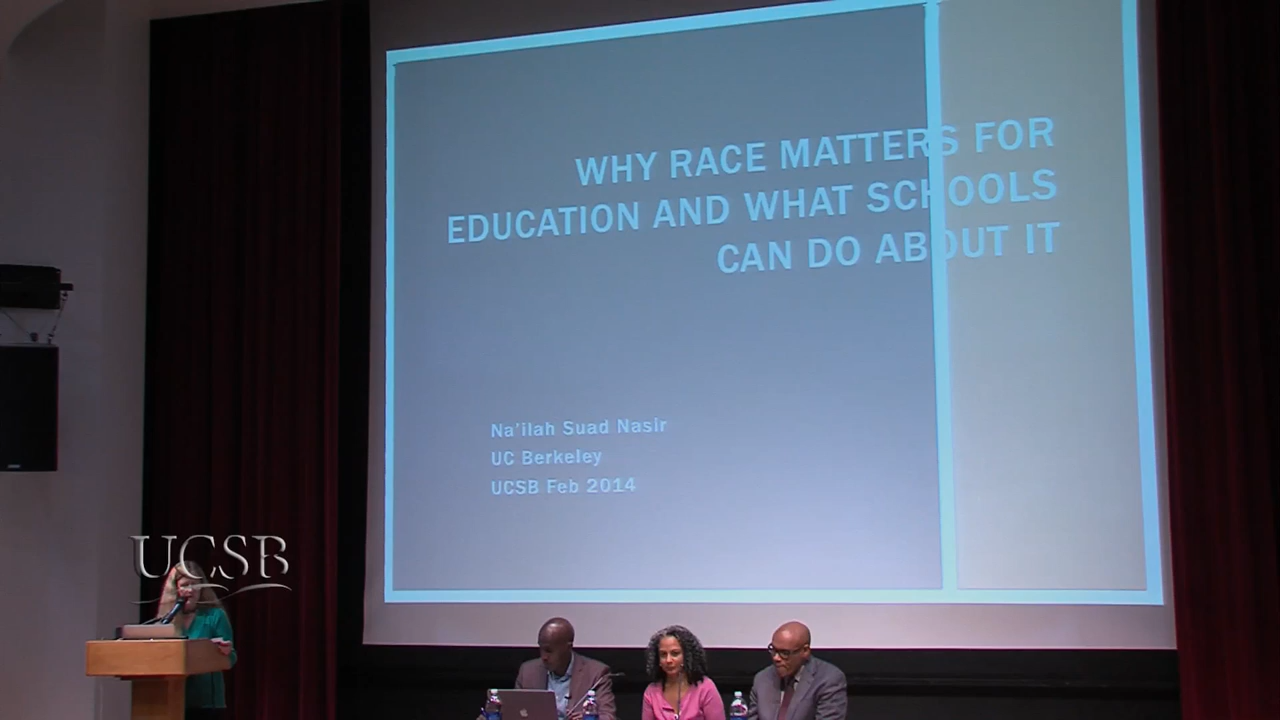 WHY RACE MATTERS FOR
EDUCATION AND WHAT SCHOOLS
CAN DO ABOUT IT
Na'ilah Suad Nasir
UC Berkeley
UCSB Feb 2014
UCSB